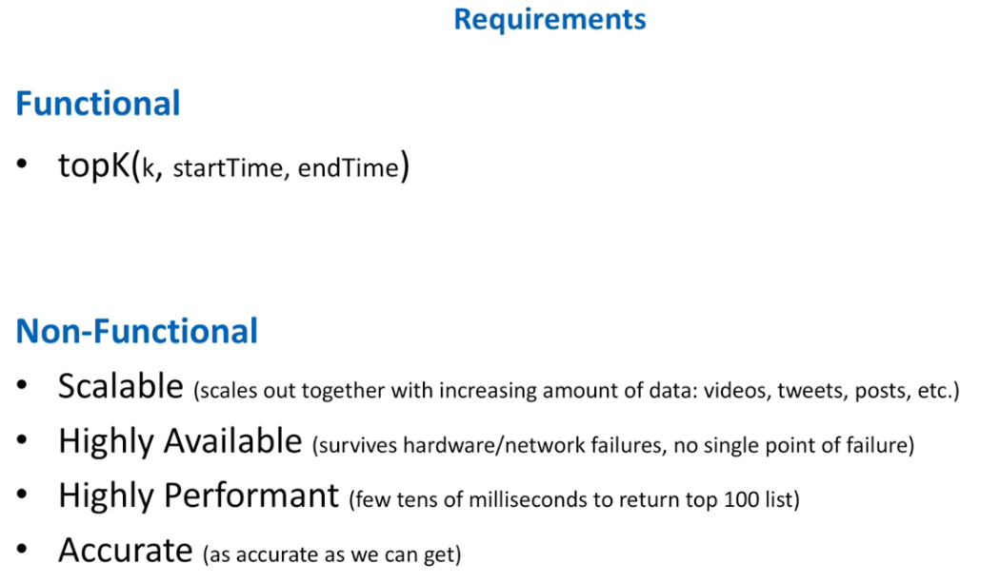 Requirements
Functional
• topK(k, startTime, endTime)
Non-Functional
• Scalable (scales out together with increasing amount of data: videos, tweets, posts, etc.)
• Highly Available (survives hardware/network failures, no single point of failure)
• Highly Performant (few tens of milliseconds to return top 100 list)
• Accurate (as accurate as we can get)